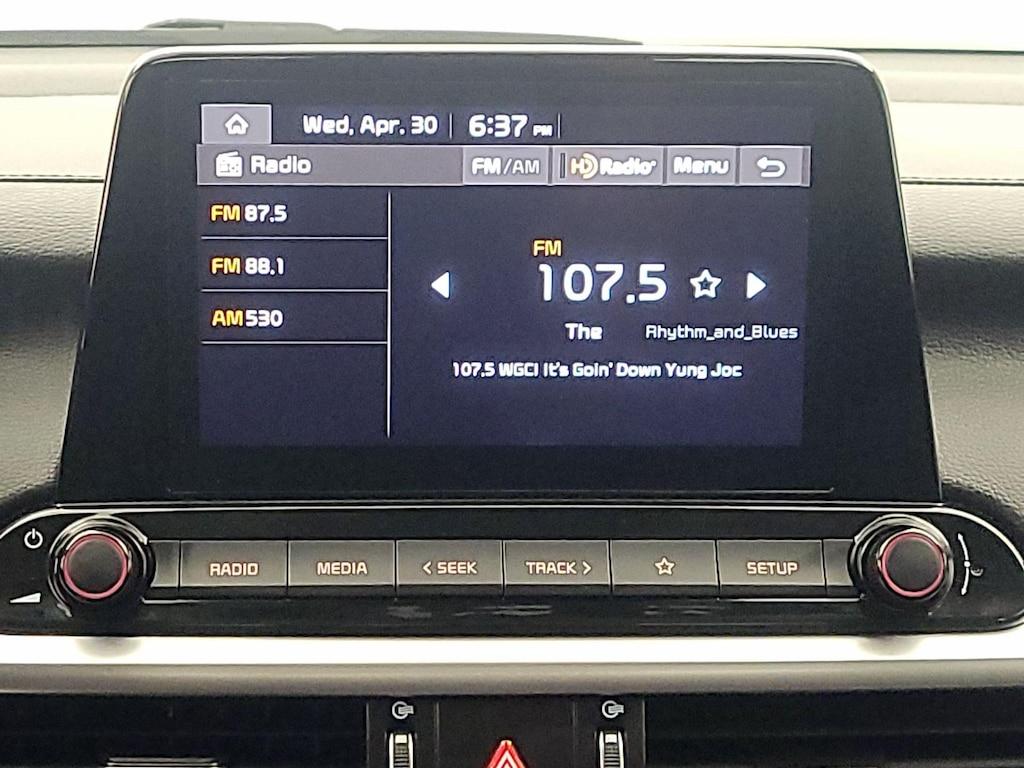 Wed, Apr. 30 6:37 PM
Radio FM/AM HD Radio Menu
FM 87.5
FM 88.1
AM 530
FM
107.5
The Rhythm_and_Blues
107.5 WGCI It's Goin' Down Yung Joc
RADIO MEDIA < SEEK TRACK > SETUP